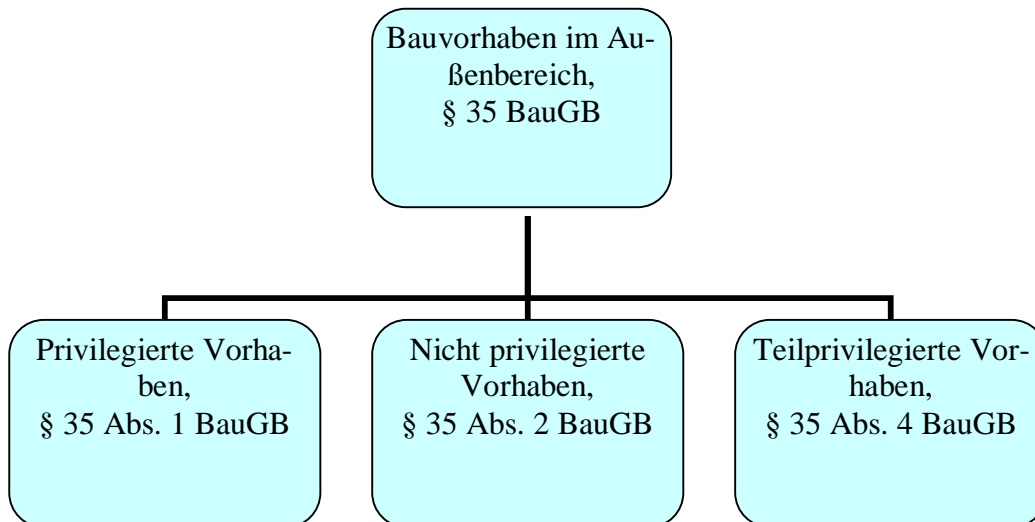 Bauvorhaben im Au-
ßenbereich,
§ 35 BauGB
Privilegierte Vorha-
ben,
§ 35 Abs. 1 BauGB
Nicht privilegierte
Vorhaben,
§ 35 Abs. 2 BauGB
Teilprivilegierte Vor-
haben,
§ 35 Abs. 4 BauGB